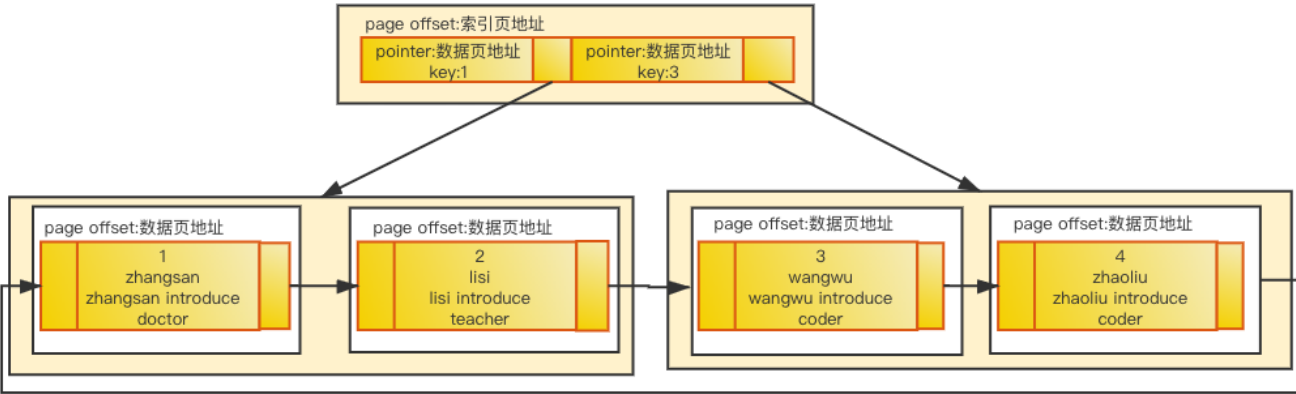 page offset:索引页地址
pointer:数据页地址
key:1
pointer:数据页地址
key:3
page offset:数据页地址
1
zhangsan
zhangsan introduce
doctor
page offset:数据页地址
2
lisi
lisi introduce
teacher
page offset:数据页地址
3
wangwu
wangwu introduce
coder
page offset:数据页地址
4
zhaoliu
zhaoliu introduce
coder